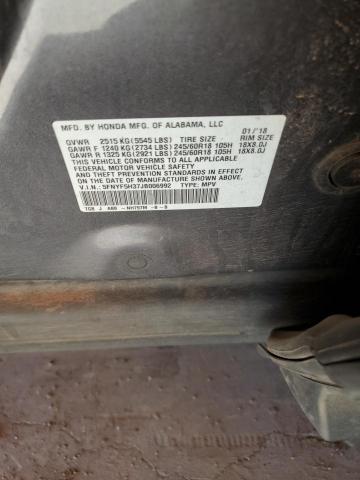 MFD. BY HONDA MFG. OF ALABAMA, LLC 01/'18
GVWR 2515 KG (5545 LBS) TIRE SIZE RIM SIZE
GAWR F 1240 KG (2734 LBS) 245/60R18 105H 18X8.0J
GAWR R 1325 KG (2921 LBS) 245/60R18 105H 18X8.0J
THIS VEHICLE CONFORMS TO ALL APPLICABLE
FEDERAL MOTOR VEHICLE SAFETY AND
THEFT PREVENTION STANDARDS IN EFFECT
ON THE DATE OF MANUFACTURE SHOWN ABOVE.
V.I.N.: 5FNYF5H37JB006992 TYPE: MPV